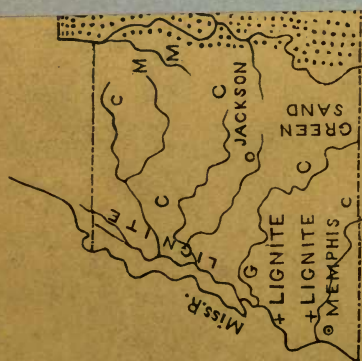 M
M
C
C
JACKSON
GREEN
SAND
C
LIGNITE
Miss.R.
G
+ LIGNITE
+ LIGNITE
MEMPHIS
C